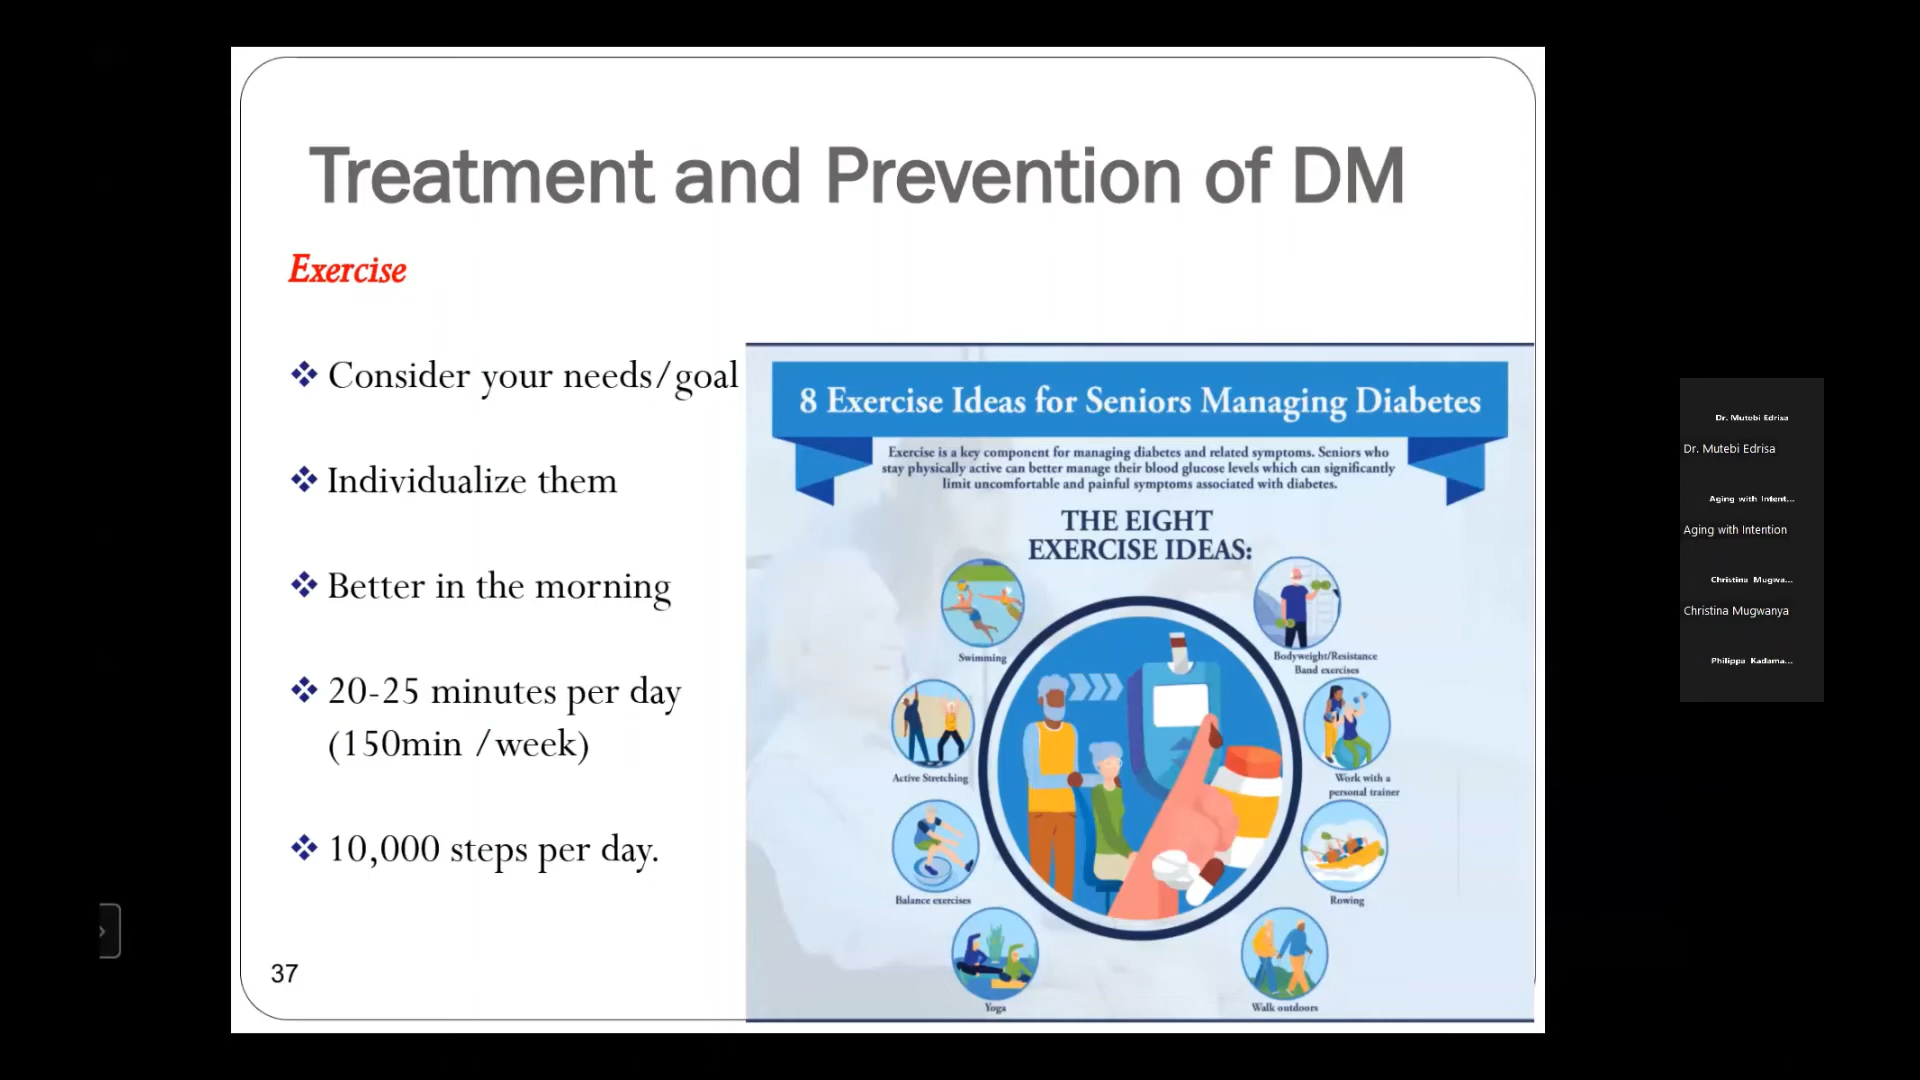 Treatment and Prevention of DM
Exercise
Consider your needs/goal
Individualize them
Better in the morning
20-25 minutes per day
(150min /week)
10,000 steps per day.
37
8 Exercise Ideas for Seniors Managing Diabetes
Exercise is a key component for managing diabetes and related symptoms. Seniors who
stay physically active can better manage their blood glucose levels which can significantly
limit uncomfortable and painful symptoms associated with diabetes.
THE EIGHT
EXERCISE IDEAS:
Swimming
Bodyweight/Resistance
Band exercises
Active Stretching
Work with a
personal trainer
Balance exercises
Rowing
Yoga
Walk outdoors
Dr. Mutebi Edrisa
Dr. Mutebi Edrisa
Aging with Intent...
Aging with Intention
Christina Mugwa...
Christina Mugwanya
Philippa Kadama...